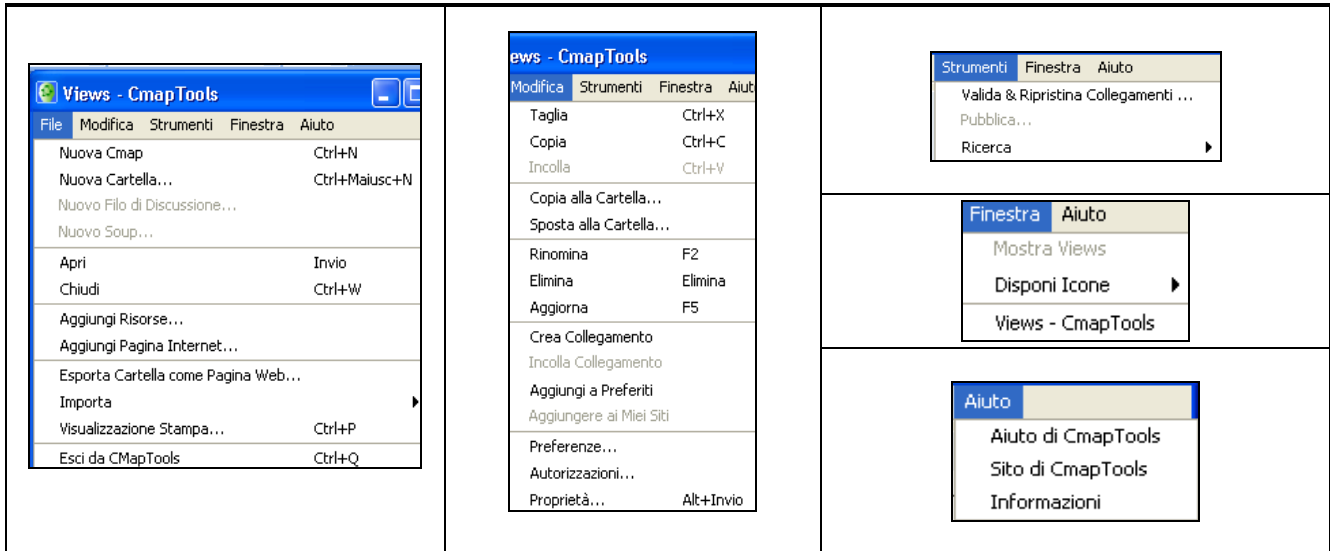 Views - CmapTools
File Modifica Strumenti Finestra Aiuto
Nuova Cmap Ctrl+N
Nuova Cartella... Ctrl+Maiusc+N
Nuovo Filo di Discussione...
Nuovo Soup...
Apri Invio
Chiudi Ctrl+W
Aggiungi Risorse...
Aggiungi Pagina Internet...
Esporta Cartella come Pagina Web...
Importa
Visualizzazione Stampa... Ctrl+P
Esci da CMapTools Ctrl+Q
ews - CmapTools
Modifica Strumenti Finestra Aiut
Taglia Ctrl+X
Copia Ctrl+C
Incolla Ctrl+V
Copia alla Cartella...
Sposta alla Cartella...
Rinomina F2
Elimina Elimina
Aggiorna F5
Crea Collegamento
Incolla Collegamento
Aggiungi a Preferiti
Aggiungere ai Miei Siti
Preferenze...
Autorizzazioni...
Proprietà... Alt+Invio
Strumenti Finestra Aiuto
Valida & Ripristina Collegamenti ...
Pubblica...
Ricerca
Finestra Aiuto
Mostra Views
Disponi Icone
Views - CmapTools
Aiuto
Aiuto di CmapTools
Sito di CmapTools
Informazioni